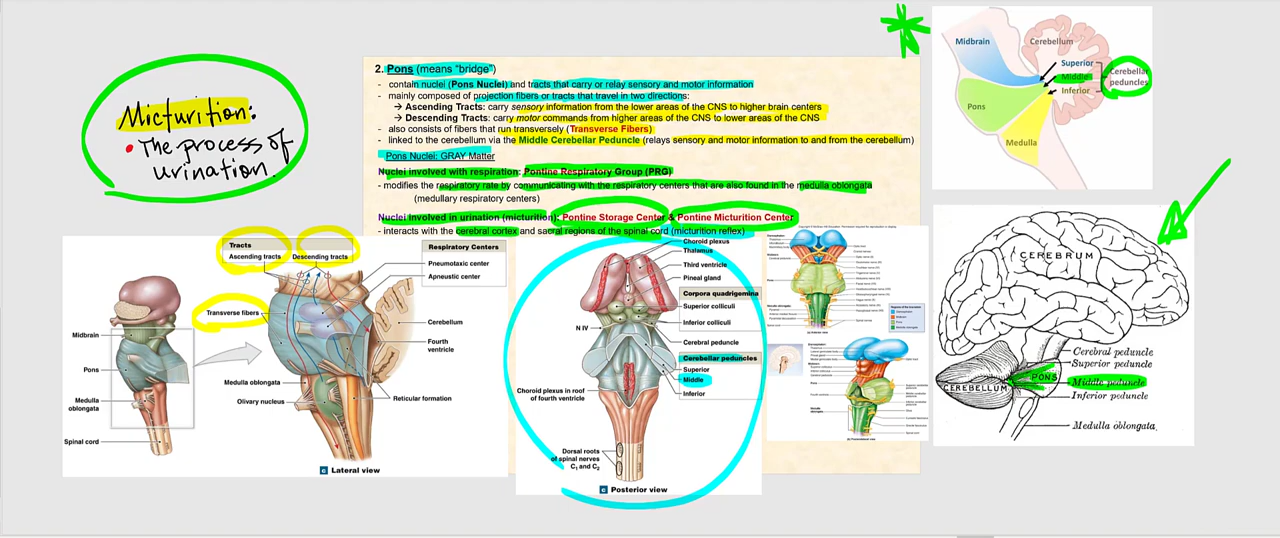 Micturition:
• The process of
urination.
2. Pons (means “bridge”)
- contain nuclei (Pons Nuclei) and tracts that carry or relay sensory and motor information
- mainly composed of projection fibers or tracts that travel in two directions:
→ Ascending Tracts: carry sensory information from the lower areas of the CNS to higher brain centers
→ Descending Tracts: carry motor commands from higher areas of the CNS to lower areas of the CNS
- also consists of fibers that run transversely (Transverse Fibers)
- linked to the cerebellum via the Middle Cerebellar Peduncle (relays sensory and motor information to and from the cerebellum)
Pons Nuclei: GRAY Matter
Nuclei involved with respiration: Pontine Respiratory Group (PRG)
- modifies the respiratory rate by communicating with the respiratory centers that are also found in the medulla oblongata
(medullary respiratory centers)
Nuclei involved in urination (micturition): Pontine Storage Center & Pontine Micturition Center
- interacts with the cerebral cortex and sacral regions of the spinal cord (micturition reflex)
Tracts
Ascending tracts
Descending tracts
Transverse fibers
Midbrain
Pons
Medulla
oblongata
Spinal cord
Medulla oblongata
Olivary nucleus
Respiratory Centers
Pneumotaxic center
Apneustic center
Cerebellum
Fourth
ventricle
Reticular formation
c Lateral view
Choroid plexus
Thalamus
Third ventricle
Pineal gland
Corpora quadrigemina
Superior colliculi
Inferior colliculi
N IV
Cerebral peduncle
Cerebellar peduncles
Superior
Middle
Inferior
Choroid plexus in roof
of fourth ventricle
Dorsal roots
of spinal nerves
C1 and C2
Posterior view
Midbrain
Cerebellum
Superior
Middle
Inferior
Cerebellar
peduncles
Pons
Medulla
CEREBRUM
CEREBELLUM
PONS
Cerebral peduncle
Superior peduncle
Middle peduncle
Inferior peduncle
Medulla oblongata